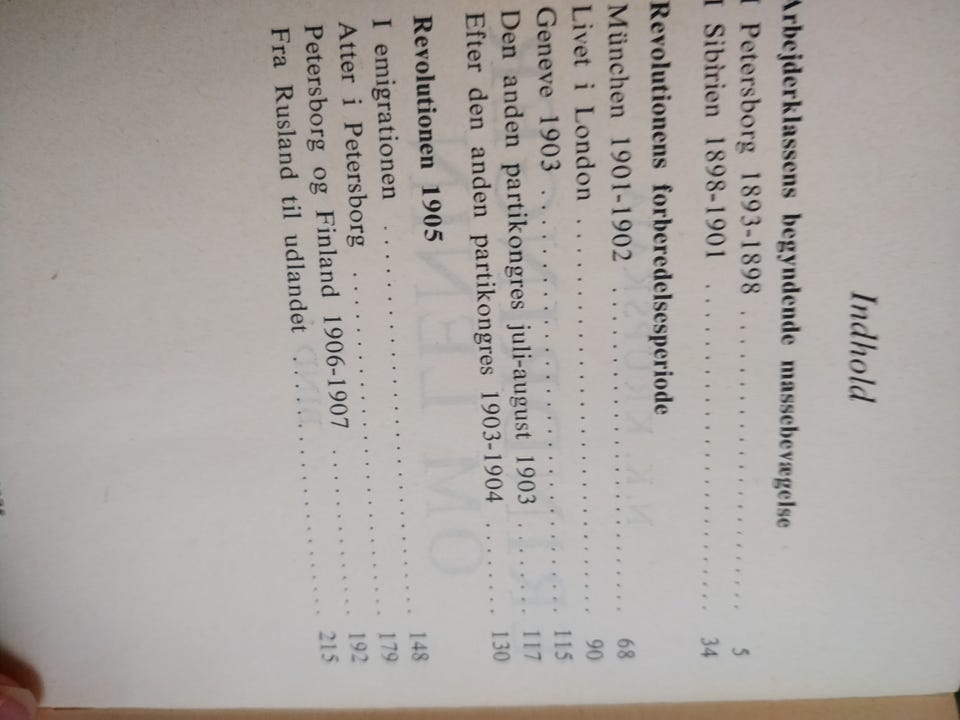 Indhold
Arbejderklassens begyndende massebevægelse
I Petersborg 1893-1898 . . . . . . . . . . . . . . . . . . . . . 5
I Sibirien 1898-1901 . . . . . . . . . . . . . . . . . . . . . . . . 34
Revolutionens forberedelsesperiode
München 1901-1902 . . . . . . . . . . . . . . . . . . . . . . . . 68
Livet i London . . . . . . . . . . . . . . . . . . . . . . . . . . . . . 90
Geneve 1903 . . . . . . . . . . . . . . . . . . . . . . . . . . . . . . 115
Den anden partikongres juli-august 1903 . . . . . . . . 117
Efter den anden partikongres 1903-1904 . . . . . . . . 130
Revolutionen 1905
I emigrationen . . . . . . . . . . . . . . . . . . . . . . . . . . . . . 148
Atter i Petersborg . . . . . . . . . . . . . . . . . . . . . . . . . . 179
Petersborg og Finland 1906-1907 . . . . . . . . . . . . . 192
Fra Rusland til udlandet . . . . . . . . . . . . . . . . . . . . . 215